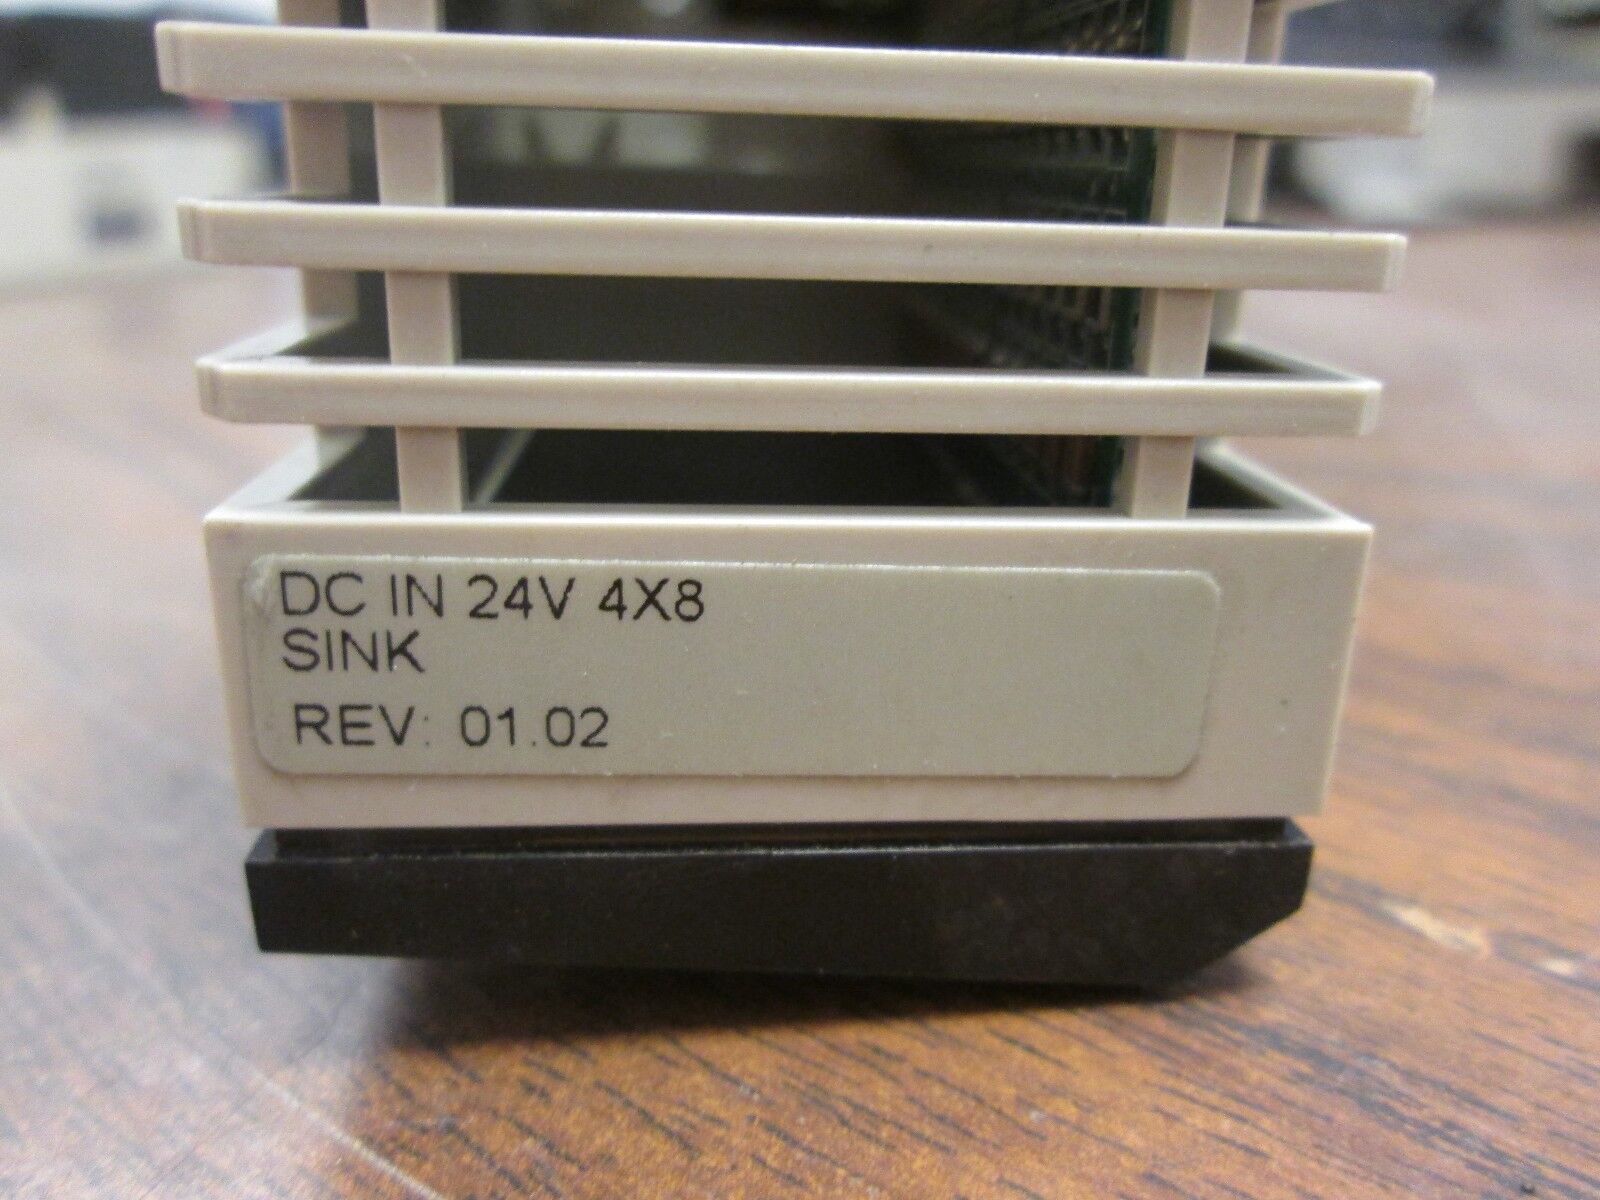 DC IN 24V 4X8
SINK
REV: 01.02